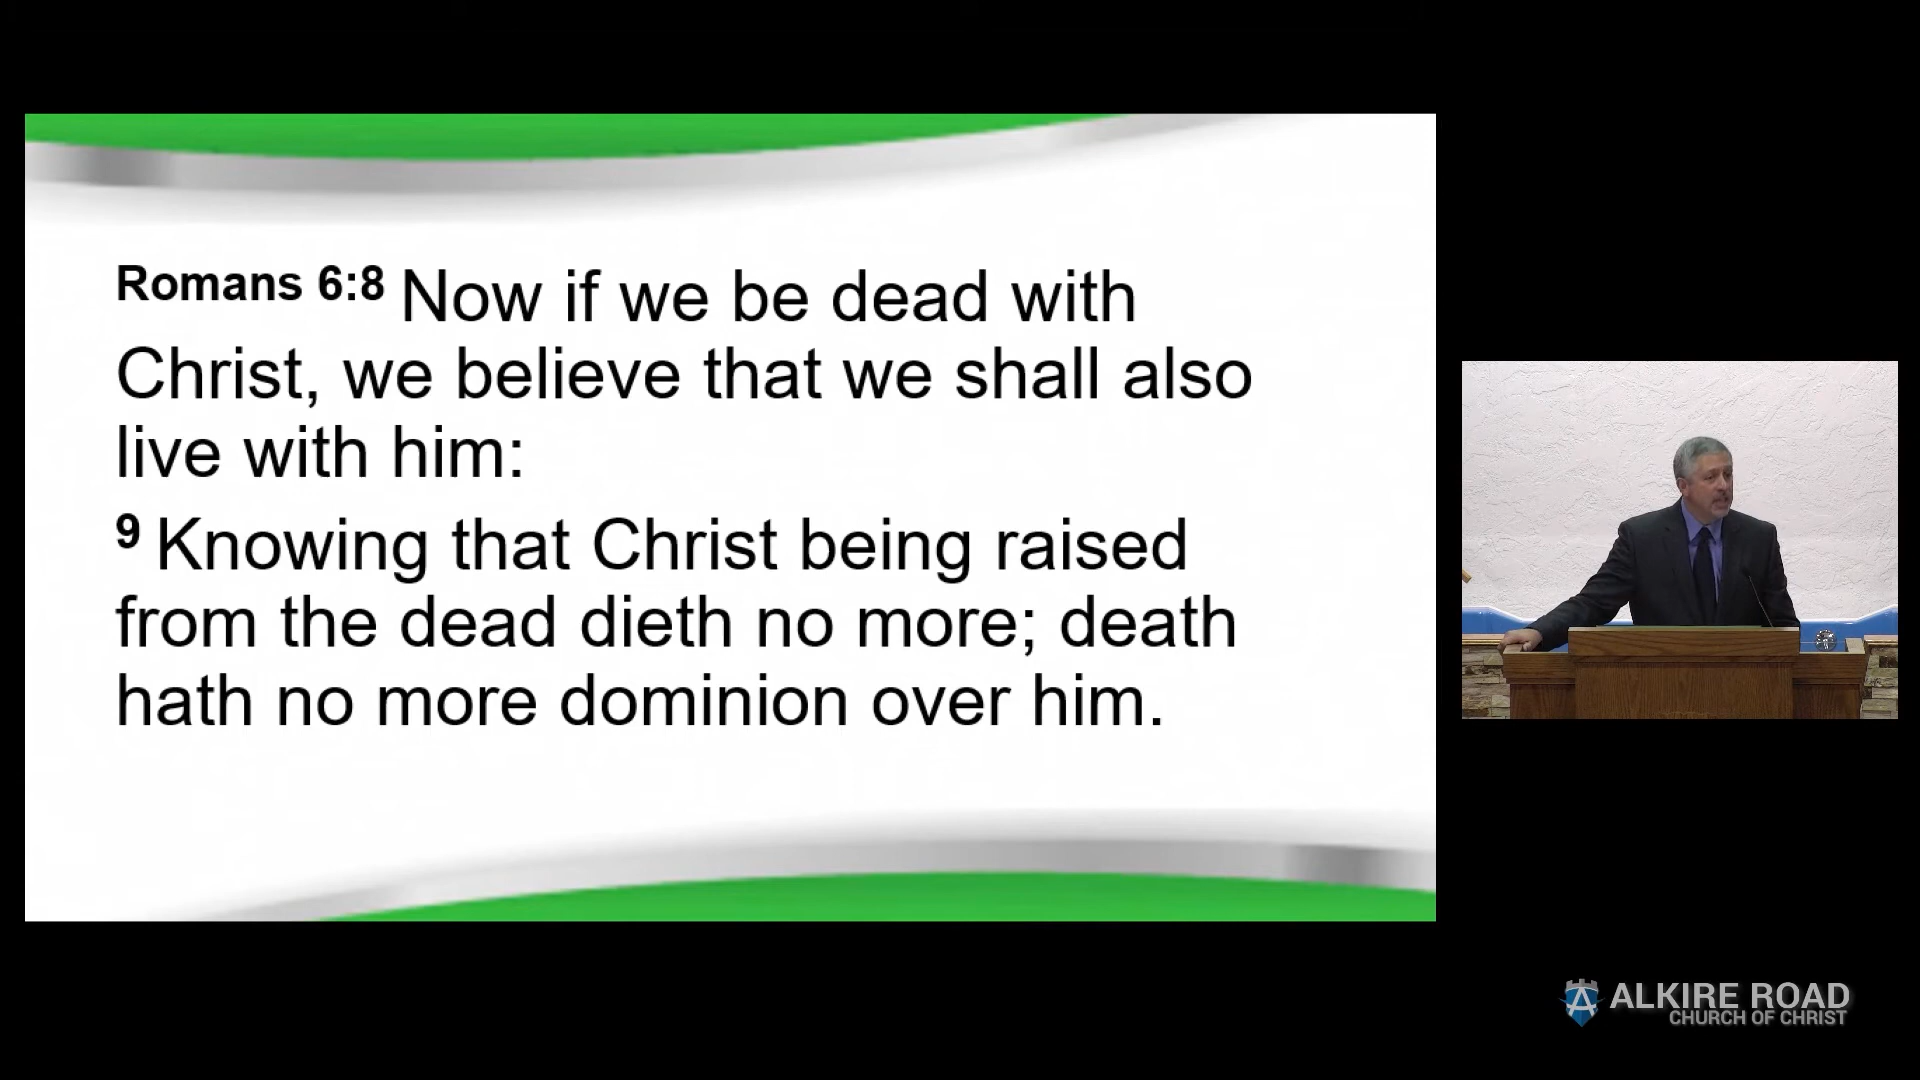 Romans 6:8 Now if we be dead with
Christ, we believe that we shall also
live with him:
9 Knowing that Christ being raised
from the dead dieth no more; death
hath no more dominion over him.
ALKIRE ROAD
CHURCH OF CHRIST